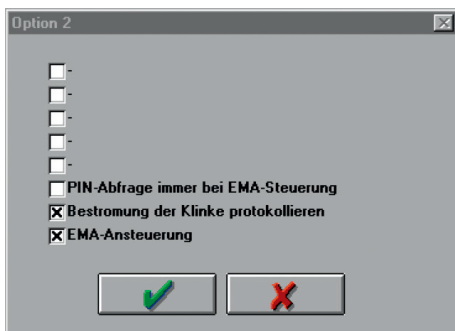 Option 2
-
-
-
-
-
PIN-Abfrage immer bei EMA-Steuerung
Bestromung der Klinke protokollieren
EMA-Ansteuerung